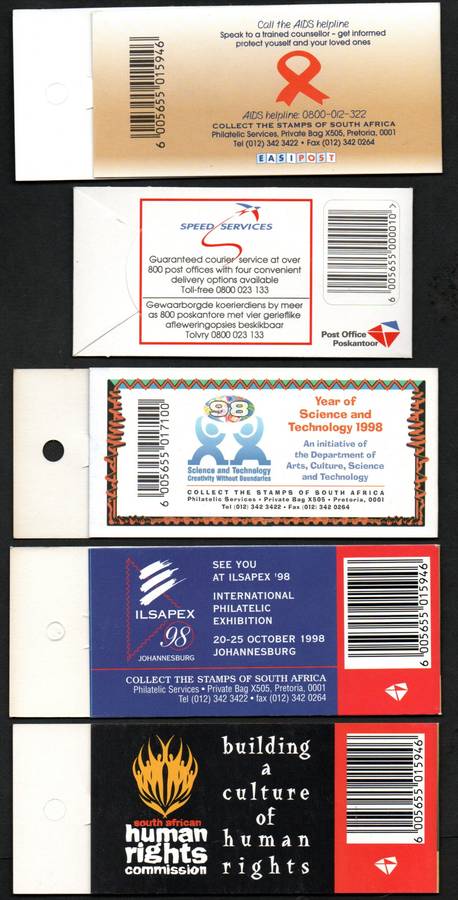 Call the AIDS helpline
Speak to a trained counsellor - get informed
protect youself and your loved ones
AIDS helpline: 0800-012-322
COLLECT THE STAMPS OF SOUTH AFRICA
Philatelic Services, Private Bag X505, Pretoria, 0001
Tel (012) 342 3422 • Fax (012) 342 0264
EASIPOST
6 005655 015946
SPEED SERVICES
Guaranteed courier service at over
800 post offices with four convenient
delivery options available
Toll-free 0800 023 133
Gewaarborgde koerierdiens by meer
as 800 poskantore met vier gerieflike
afleweringopsies beskikbaar
Tolvry 0800 023 133
6 005655 000010 >
Post Office
Poskantoor
6 005655 017100
98
Science and Technology
Creativity Without Boundaries
Year of
Science and
Technology 1998
An initiative of
the Department of
Arts, Culture, Science
and Technology
COLLECT THE STAMPS OF SOUTH AFRICA
Philatelic Services • Private Bag X505 • Pretoria, 0001
Tel (012) 342 3422 • Fax (012) 342 0264
ILSAPEX
98
JOHANNESBURG
SEE YOU
AT ILSAPEX '98
INTERNATIONAL
PHILATELIC
EXHIBITION
20-25 OCTOBER 1998
JOHANNESBURG
COLLECT THE STAMPS OF SOUTH AFRICA
Philatelic Services • Private Bag X505, Pretoria, 0001
Tel (012) 342 3422 • fax (012) 342 0264
6 005655 015946
south african
human
rights
commission
building
a
culture
of
human
rights
6 005655 015946